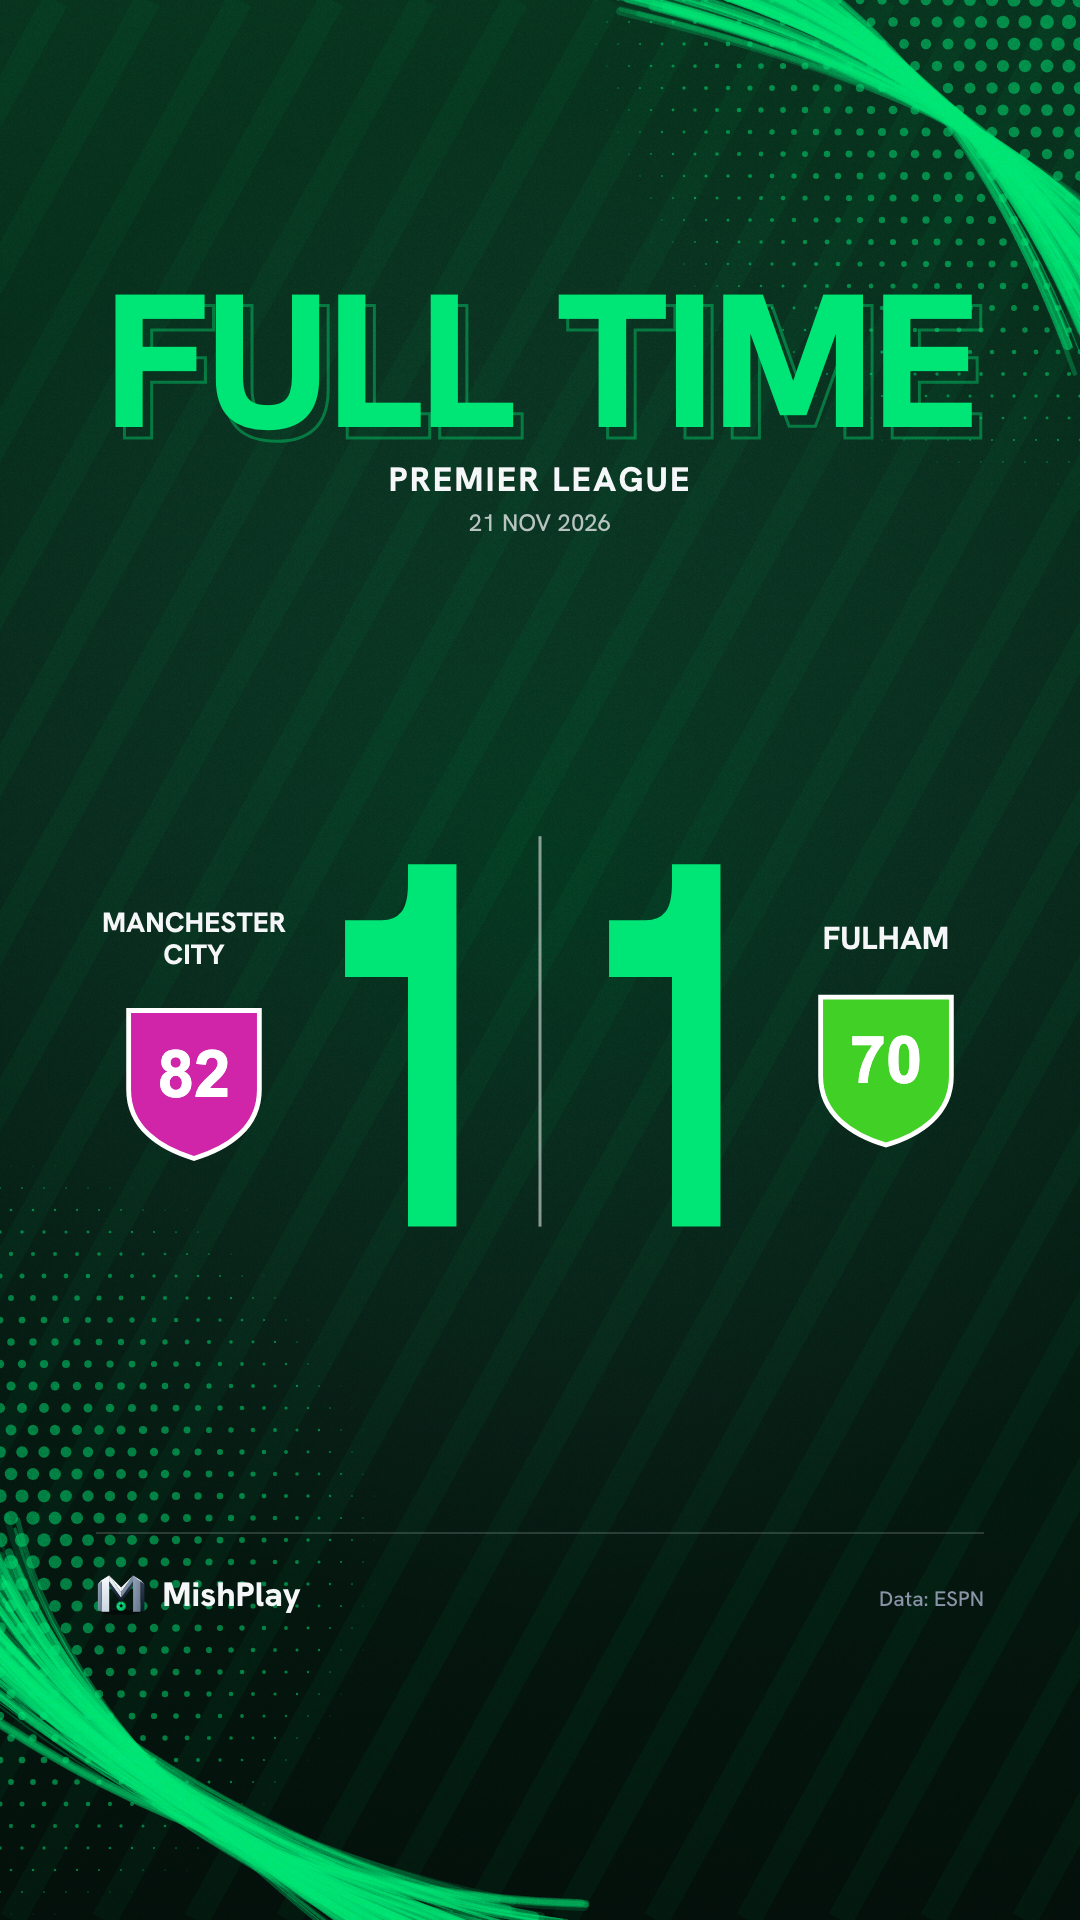 FULL TIME
PREMIER LEAGUE
21 NOV 2026
MANCHESTER
CITY
82
1
1
FULHAM
70
MishPlay
Data: ESPN